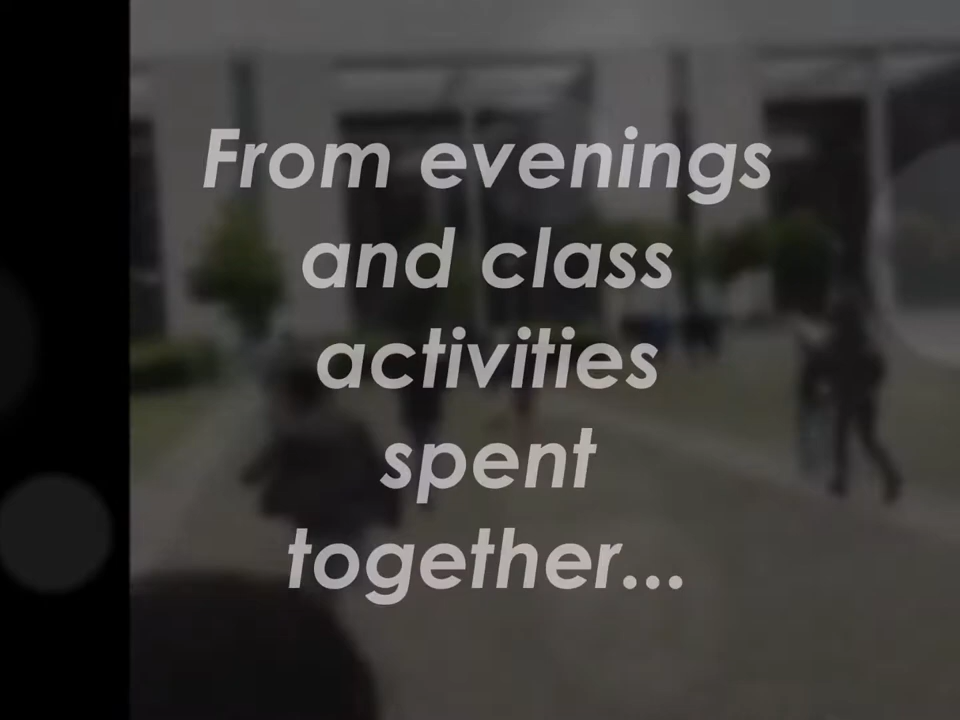 From evenings
and class
activities
spent
together...